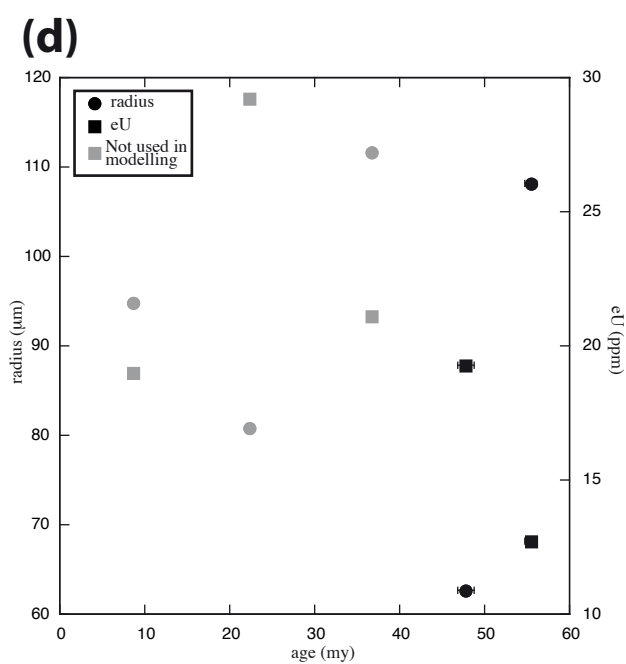 (d)
120
110
100
90
80
70
60
radius (μm)
radius
eU
Not used in
modelling
30
25
20
15
10
eU (ppm)
0
10
20
30
40
50
60
age (my)